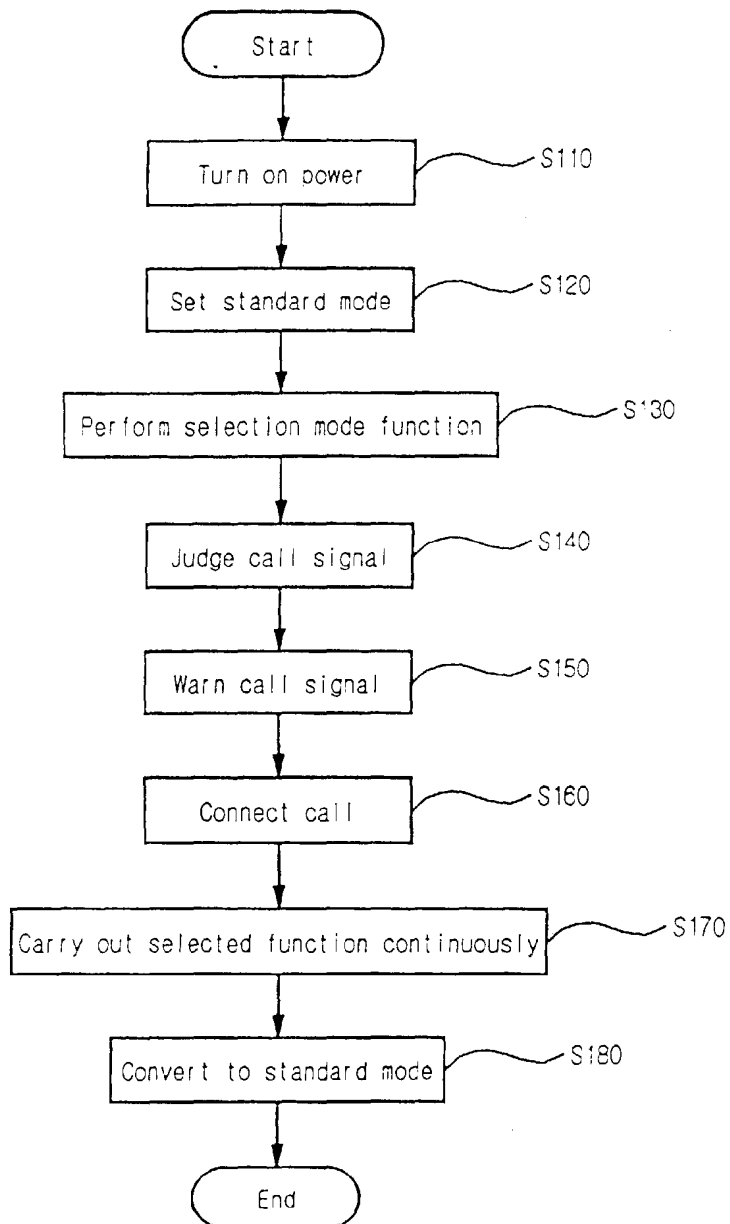 Start
Turn on power
S110
Set standard mode
S120
Perform selection mode function
S130
Judge call signal
S140
Warn call signal
S150
Connect call
S160
Carry out selected function continuously
S170
Convert to standard mode
S180
End